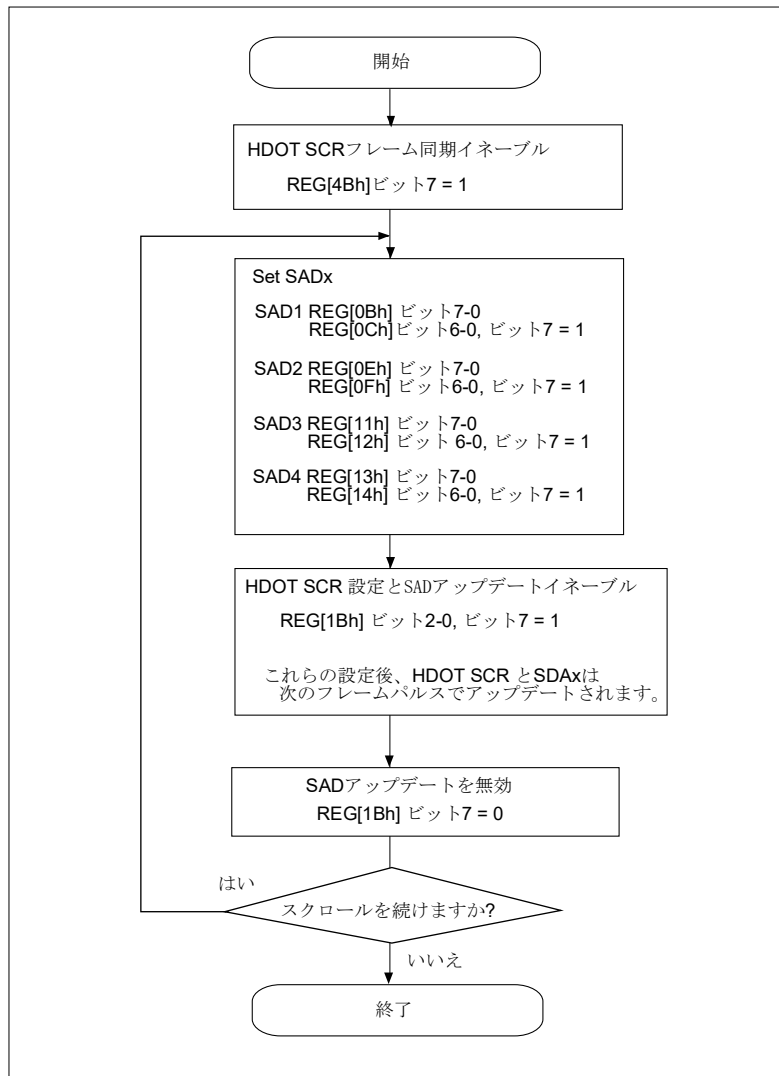 開始
HDOT SCRフレーム同期イネーブル
REG[4Bh]ビット7 = 1
Set SADx
SAD1 REG[0Bh] ビット7-0
REG[0Ch]ビット6-0, ビット7 = 1
SAD2 REG[0Eh] ビット7-0
REG[0Fh] ビット6-0, ビット7 = 1
SAD3 REG[11h] ビット7-0
REG[12h] ビット 6-0, ビット7 = 1
SAD4 REG[13h] ビット7-0
REG[14h] ビット6-0, ビット7 = 1
HDOT SCR 設定とSADアップデートイネーブル
REG[1Bh] ビット2-0, ビット7 = 1
これらの設定後、HDOT SCR とSDAxは
次のフレームパルスでアップデートされます。
SADアップデートを無効
REG[1Bh] ビット7 = 0
はい
スクロールを続けますか?
いいえ
終了